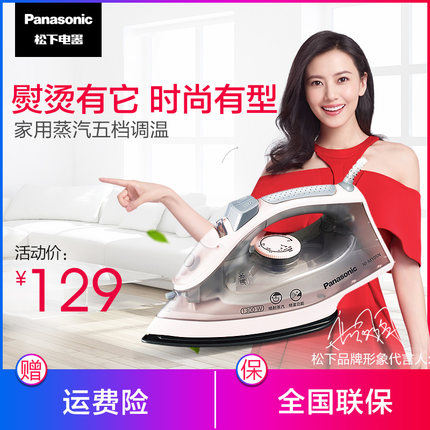 Panasonic
松下电器
熨烫有它 时尚有型
家用蒸汽五档调温
活动价:
¥129
Panasonic
1200W
松下品牌形象代言人
赠
保
运费险
全国联保